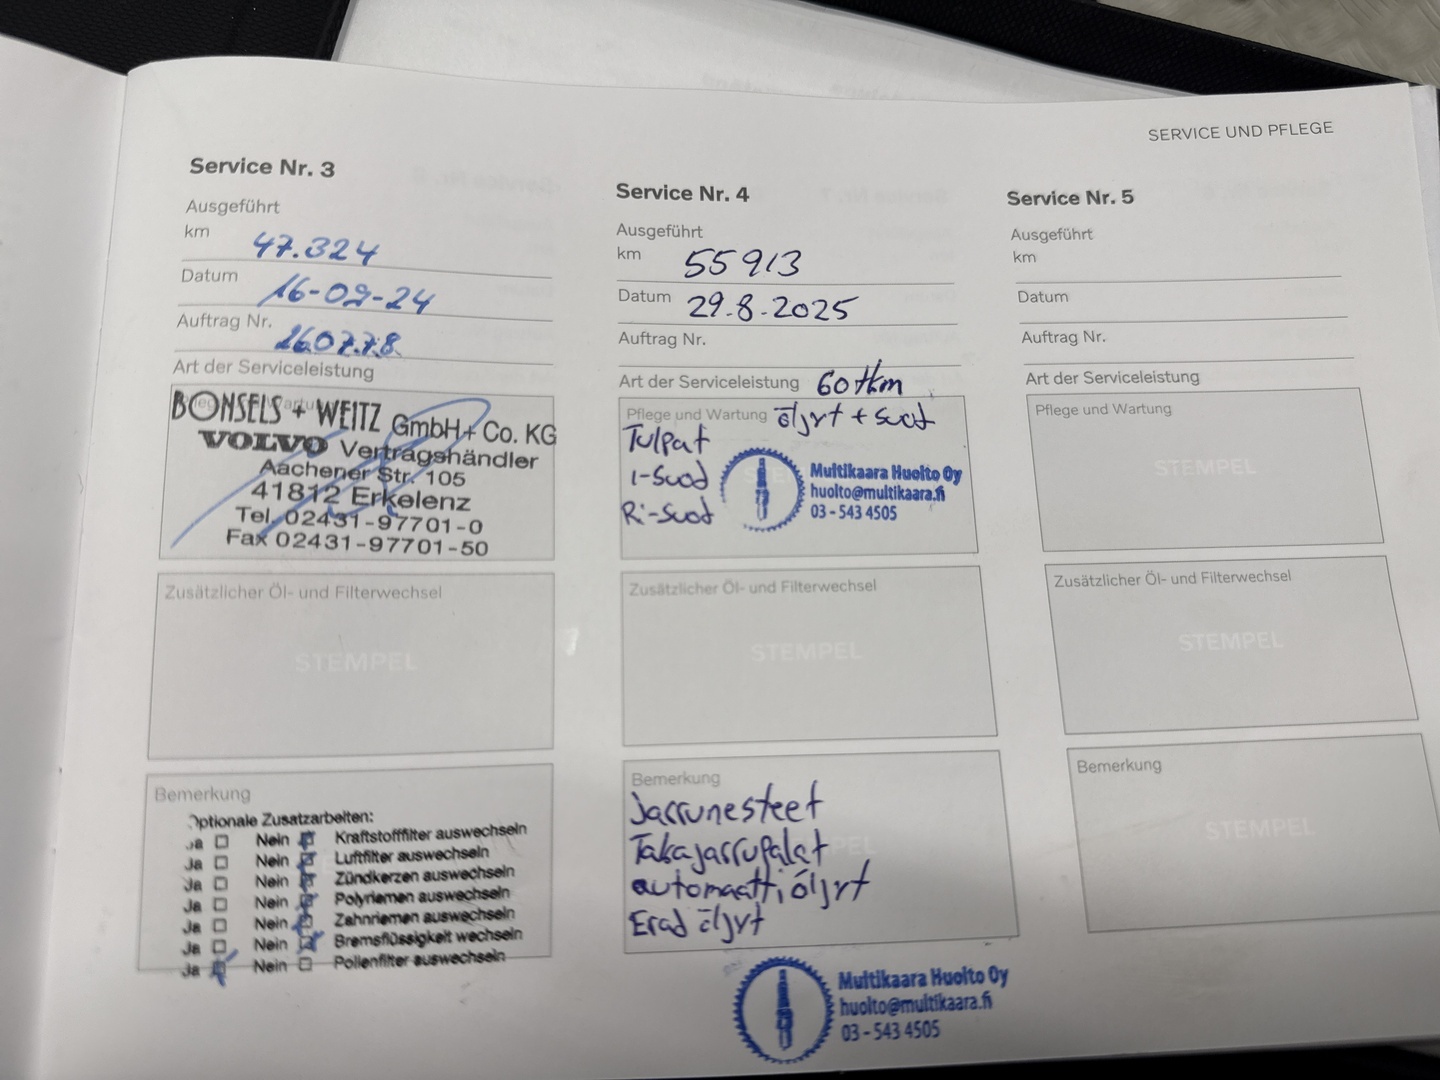 SERVICE UND PFLEGE
Service Nr. 3
Ausgeführt
km 47.324
Datum 16-09-24
Auftrag Nr. 260778
Art der Serviceleistung
BONSELS + WEITZ GmbH + Co. KG
VOLVO Vertragshändler
Aachener Str. 105
41812 Erkelenz
Tel. 02431-97701-0
Fax 02431-97701-50
Zusätzlicher Öl- und Filterwechsel
STEMPEL
Bemerkung
Optionale Zusatzarbeiten:
Ja Nein Kraftstofffilter auswechseln
Ja Nein Luftfilter auswechseln
Ja Nein Zündkerzen auswechseln
Ja Nein Polyriemen auswechseln
Ja Nein Zahnriemen auswechseln
Ja Nein Bremsflüssigkeit wechseln
Ja Nein Pollenfilter auswechseln
Service Nr. 4
Ausgeführt
km 55913
Datum 29.8.2025
Auftrag Nr.
Art der Serviceleistung 60tkm
Pflege und Wartung öljyt + suod
Tulpat
i-suod
Ri-suod
Multikaara Huolto Oy
huolto@multikaara.fi
03 - 543 4505
Zusätzlicher Öl- und Filterwechsel
STEMPEL
Bemerkung
Jarrunesteet
Takajarrupalat
automaattiöljyt
Erad öljyt
Multikaara Huolto Oy
huolto@multikaara.fi
03 - 543 4505
Service Nr. 5
Ausgeführt
km
Datum
Auftrag Nr.
Art der Serviceleistung
Pflege und Wartung
STEMPEL
Zusätzlicher Öl- und Filterwechsel
STEMPEL
Bemerkung
STEMPEL